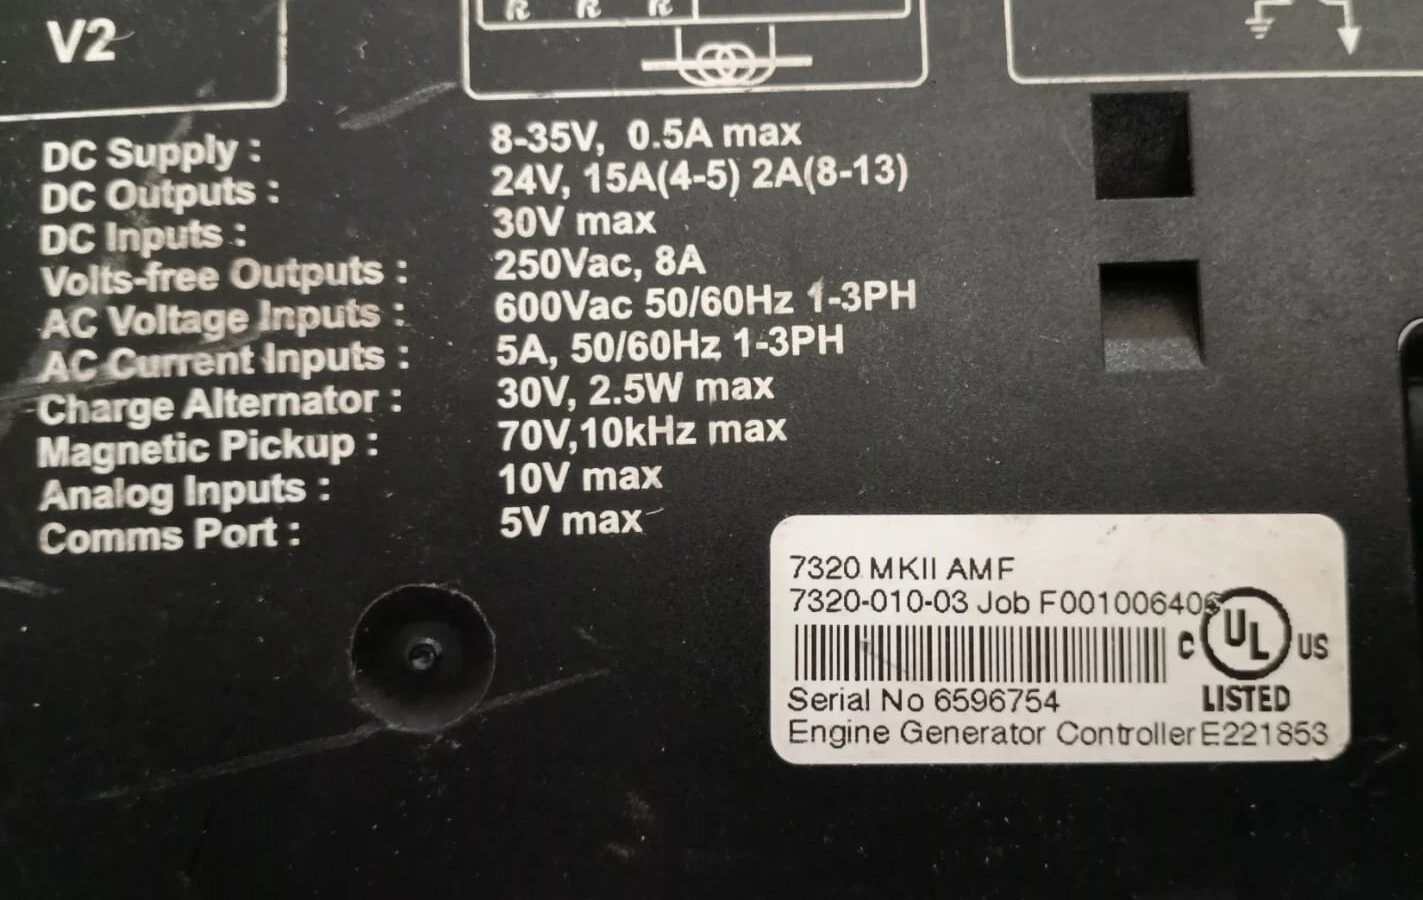 V2
R R R
DC Supply : 8-35V, 0.5A max
DC Outputs : 24V, 15A(4-5) 2A(8-13)
DC Inputs : 30V max
Volts-free Outputs : 250Vac, 8A
AC Voltage Inputs : 600Vac 50/60Hz 1-3PH
AC Current Inputs : 5A, 50/60Hz 1-3PH
Charge Alternator : 30V, 2.5W max
Magnetic Pickup : 70V,10kHz max
Analog Inputs : 10V max
Comms Port : 5V max
7320 MKII AMF
7320-010-03 Job F001006406
C UL US
LISTED
Serial No 6596754
Engine Generator Controller E221853